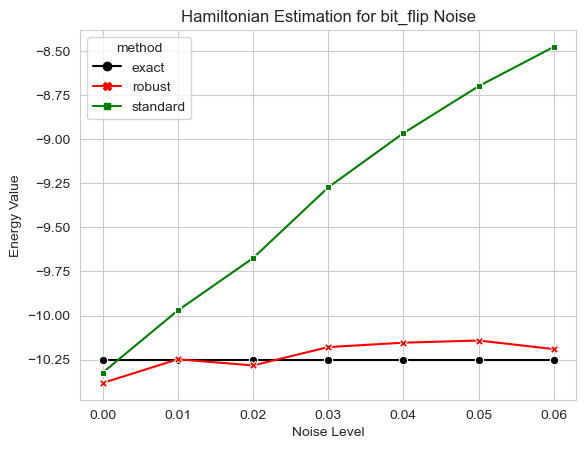 Hamiltonian Estimation for bit_flip Noise
method
exact
robust
standard
Energy Value
−8.50
−8.75
−9.00
−9.25
−9.50
−9.75
−10.00
−10.25
0.00 0.01 0.02 0.03 0.04 0.05 0.06
Noise Level